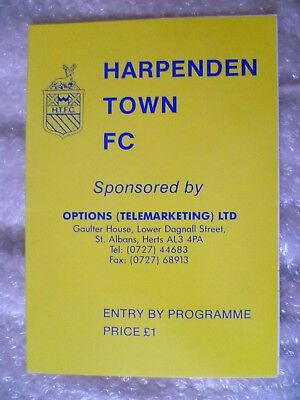 H.T.F.C
HARPENDEN
TOWN
FC
Sponsored by
OPTIONS (TELEMARKETING) LTD
Gaulter House, Lower Dagnall Street,
St. Albans, Herts AL3 4PA
Tel: (0727) 44683
Fax: (0727) 68913
ENTRY BY PROGRAMME
PRICE £1